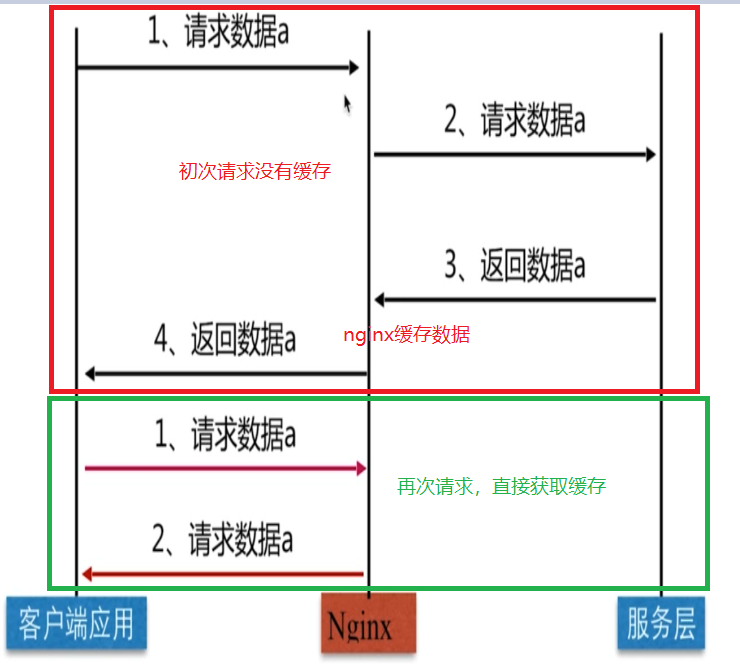 1、请求数据a
2、请求数据a
初次请求没有缓存
3、返回数据a
nginx缓存数据
4、返回数据a
1、请求数据a
再次请求，直接获取缓存
2、请求数据a
客户端应用
Nginx
服务层